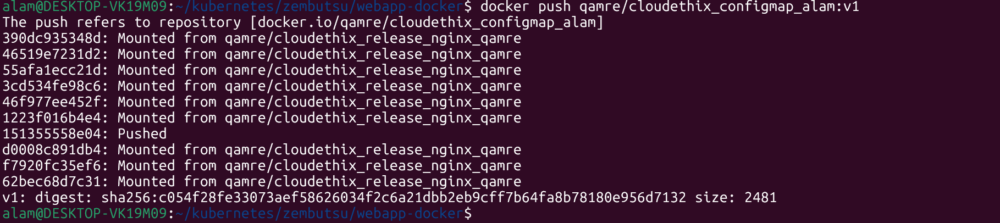 alam@DESKTOP-VK19M09:~/kubernetes/zembutsu/webapp-docker$ docker push qamre/cloudethix_configmap_alam:v1
The push refers to repository [docker.io/qamre/cloudethix_configmap_alam]
390dc935348d: Mounted from qamre/cloudethix_release_nginx_qamre
46519e7231d2: Mounted from qamre/cloudethix_release_nginx_qamre
55afa1ecc21d: Mounted from qamre/cloudethix_release_nginx_qamre
3cd534fe98c6: Mounted from qamre/cloudethix_release_nginx_qamre
46f977ee452f: Mounted from qamre/cloudethix_release_nginx_qamre
1223f016b4e4: Mounted from qamre/cloudethix_release_nginx_qamre
151355558e04: Pushed
d0008c891db4: Mounted from qamre/cloudethix_release_nginx_qamre
f7920fc35ef6: Mounted from qamre/cloudethix_release_nginx_qamre
62bec68d7c31: Mounted from qamre/cloudethix_release_nginx_qamre
v1: digest: sha256:c054f28fe33073aef58626034f2c6a21dbb2eb9cff7b64fa8b78180e956d7132 size: 2481
alam@DESKTOP-VK19M09:~/kubernetes/zembutsu/webapp-docker$